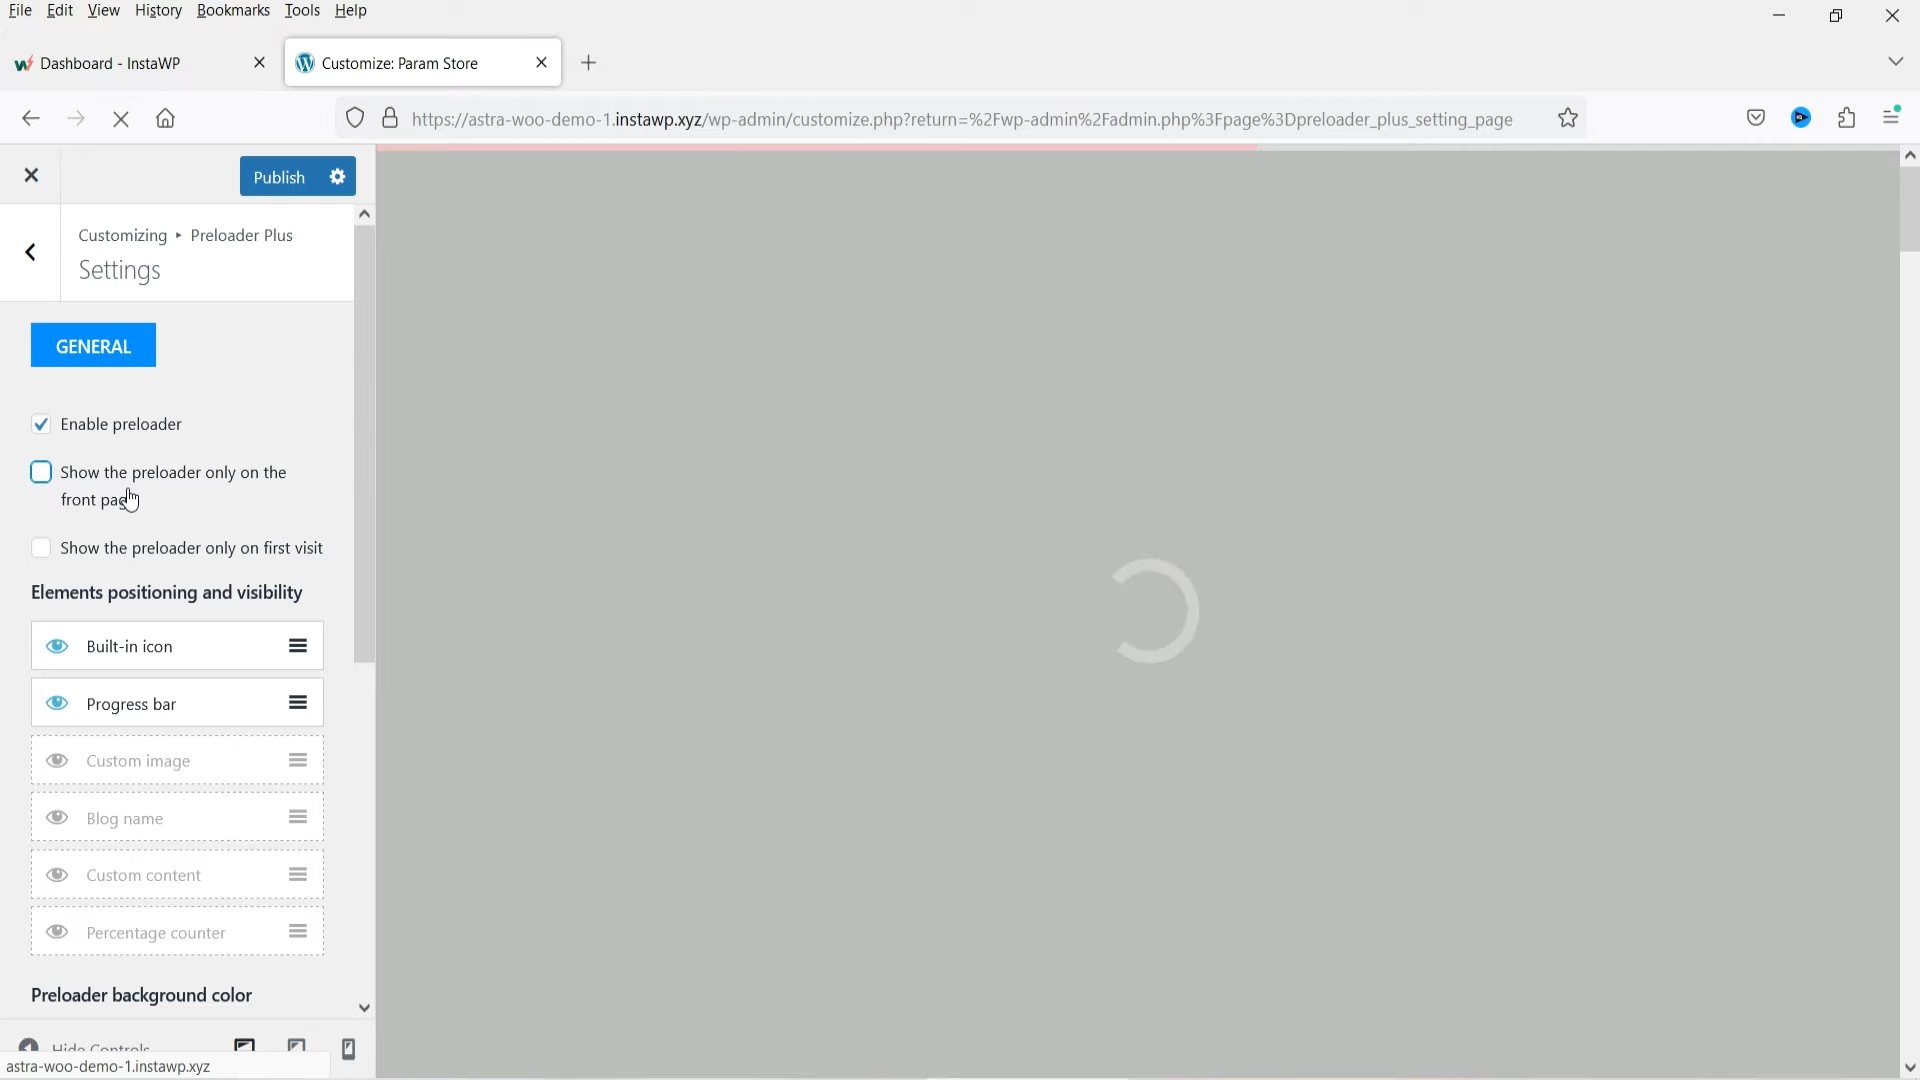 File Edit View History Bookmarks Tools Help
Dashboard - InstaWP
Customize: Param Store
https://astra-woo-demo-1.instawp.xyz/wp-admin/customize.php?return=%2Fwp-admin%2Fadmin.php%3Fpage%3Dpreloader_plus_setting_page
Publish
Customizing ▸ Preloader Plus
Settings
GENERAL
Enable preloader
Show the preloader only on the
front page
Show the preloader only on first visit
Elements positioning and visibility
Built-in icon
Progress bar
Custom image
Blog name
Custom content
Percentage counter
Preloader background color
Hide Controls
astra-woo-demo-1.instawp.xyz